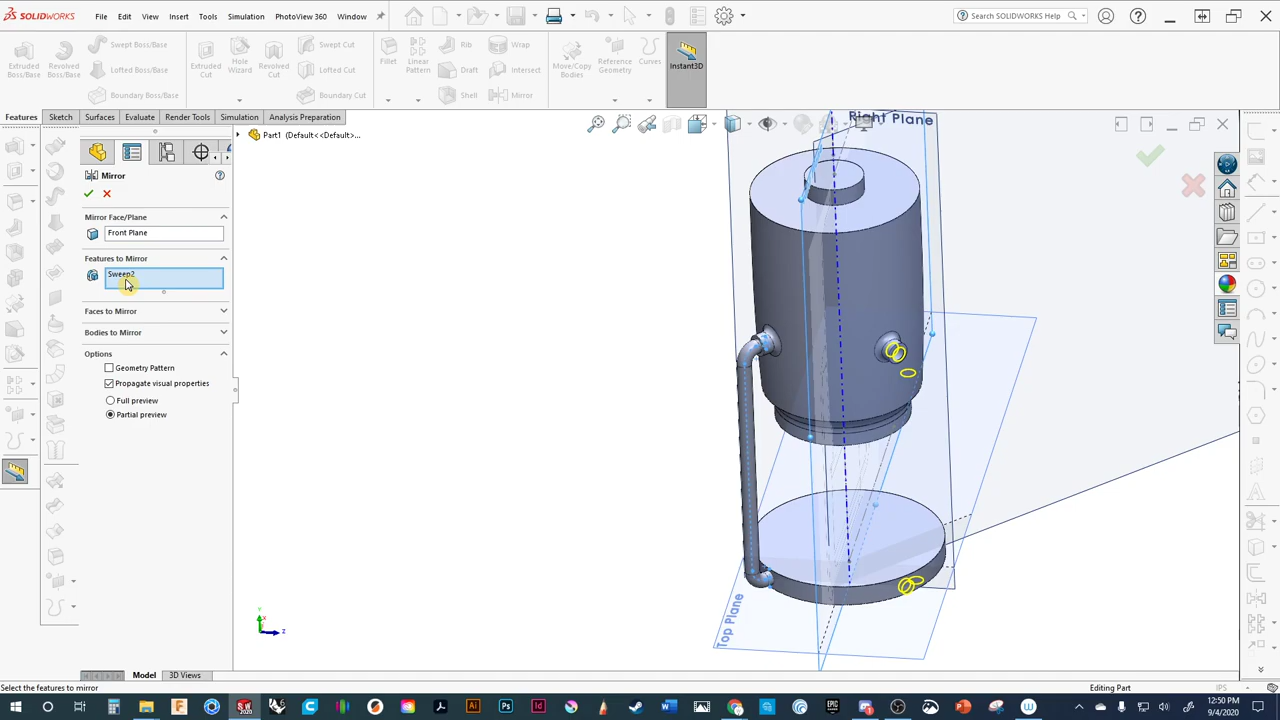 SOLIDWORKS
File Edit View Insert Tools Simulation PhotoView 360 Window
Search SOLIDWORKS Help
Extruded Boss/Base
Revolved Boss/Base
Swept Boss/Base
Lofted Boss/Base
Boundary Boss/Base
Extruded Cut
Hole Wizard
Revolved Cut
Swept Cut
Lofted Cut
Boundary Cut
Fillet
Linear Pattern
Rib
Draft
Shell
Wrap
Intersect
Mirror
Move/Copy Bodies
Reference Geometry
Curves
Instant3D
Features Sketch Surfaces Evaluate Render Tools Simulation Analysis Preparation
Part1 (Default<<Default>...
Mirror
Mirror Face/Plane
Front Plane
Features to Mirror
Sweep2
Faces to Mirror
Bodies to Mirror
Options
Geometry Pattern
Propagate visual properties
Full preview
Partial preview
Right Plane
Top Plane
Y
X
Z
Model 3D Views
Select the features to mirror
Editing Part
IPS
12:50 PM
9/4/2020